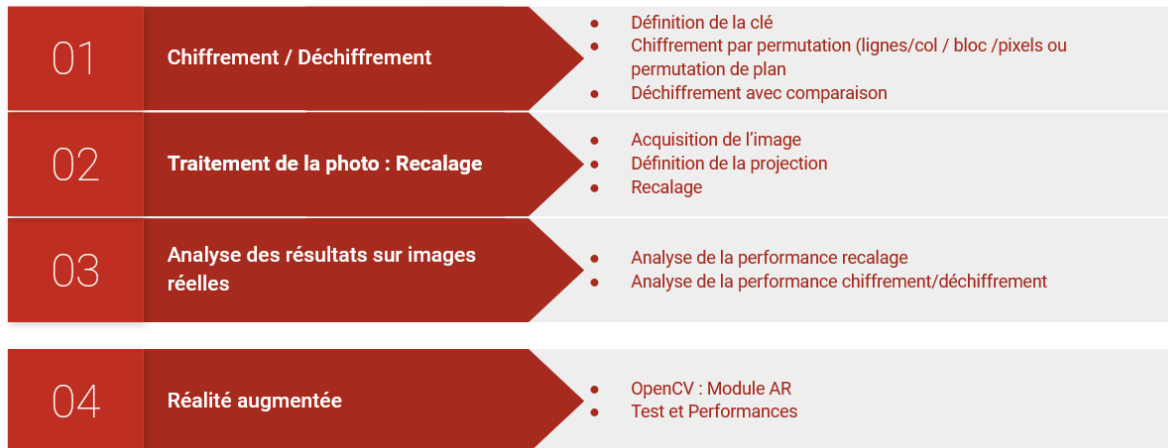 01
Chiffrement / Déchiffrement
● Définition de la clé
● Chiffrement par permutation (lignes/col / bloc /pixels ou
permutation de plan
● Déchiffrement avec comparaison
02
Traitement de la photo : Recalage
● Acquisition de l'image
● Définition de la projection
● Recalage
03
Analyse des résultats sur images
réelles
● Analyse de la performance recalage
● Analyse de la performance chiffrement/déchiffrement
04
Réalité augmentée
● OpenCV : Module AR
● Test et Performances